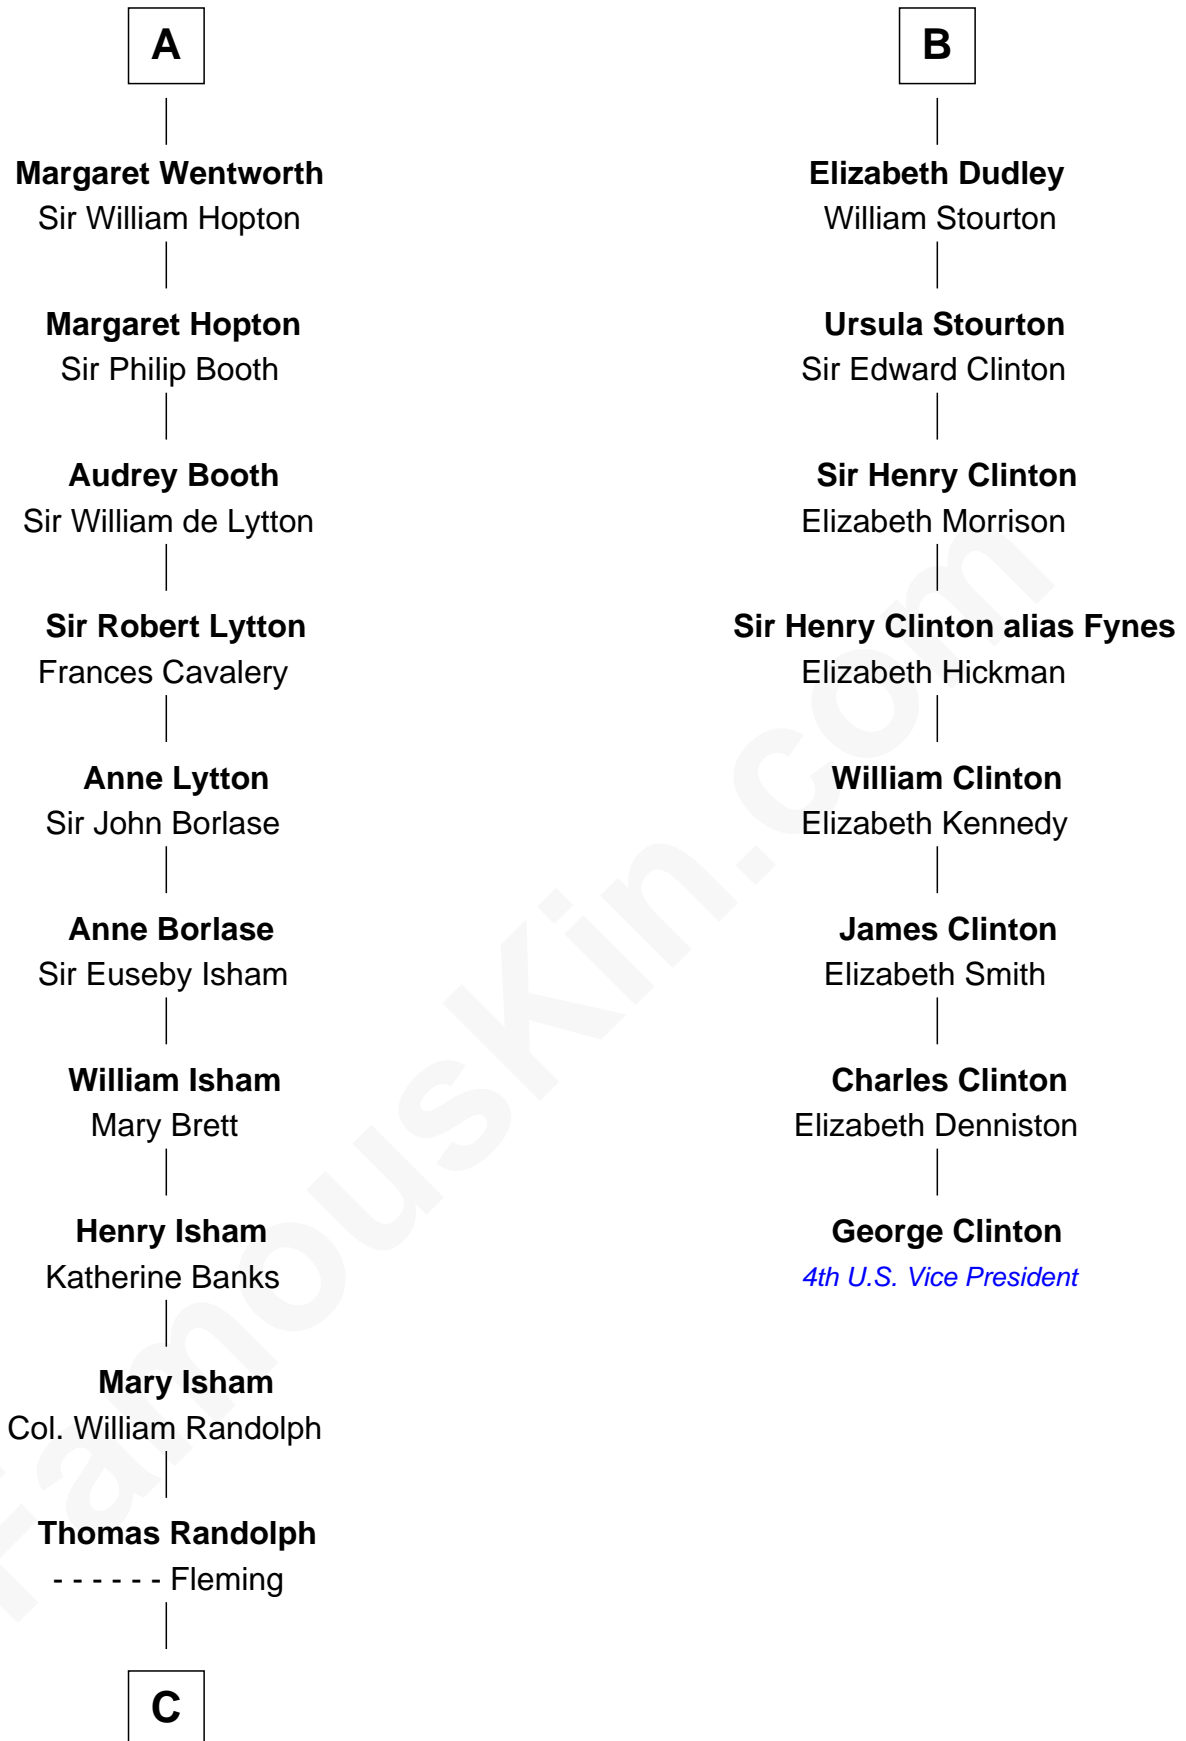 A
Margaret Wentworth
Sir William Hopton
Margaret Hopton
Sir Philip Booth
Audrey Booth
Sir William de Lytton
Sir Robert Lytton
Frances Cavalery
Anne Lytton
Sir John Borlase
Anne Borlase
Sir Euseby Isham
William Isham
Mary Brett
Henry Isham
Katherine Banks
Mary Isham
Col. William Randolph
Thomas Randolph
- - - - - - Fleming
C
B
Elizabeth Dudley
William Stourton
Ursula Stourton
Sir Edward Clinton
Sir Henry Clinton
Elizabeth Morrison
Sir Henry Clinton alias Fynes
Elizabeth Hickman
William Clinton
Elizabeth Kennedy
James Clinton
Elizabeth Smith
Charles Clinton
Elizabeth Denniston
George Clinton
4th U.S. Vice President
FamousKin.com